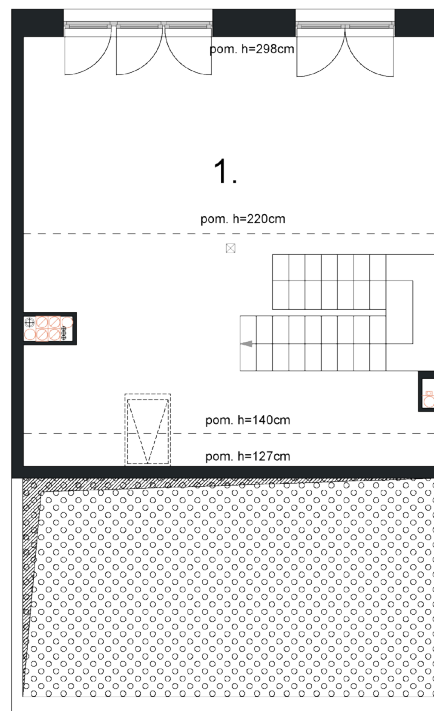 pom. h=298cm
1.
pom. h=220cm
pom. h=140cm
pom. h=127cm